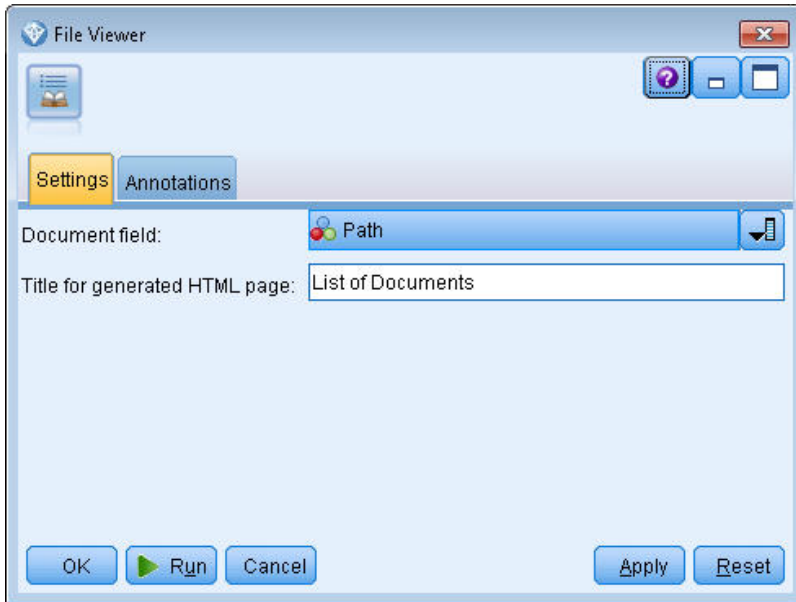 File Viewer
Settings Annotations
Document field: Path
Title for generated HTML page: List of Documents
OK Run Cancel Apply Reset